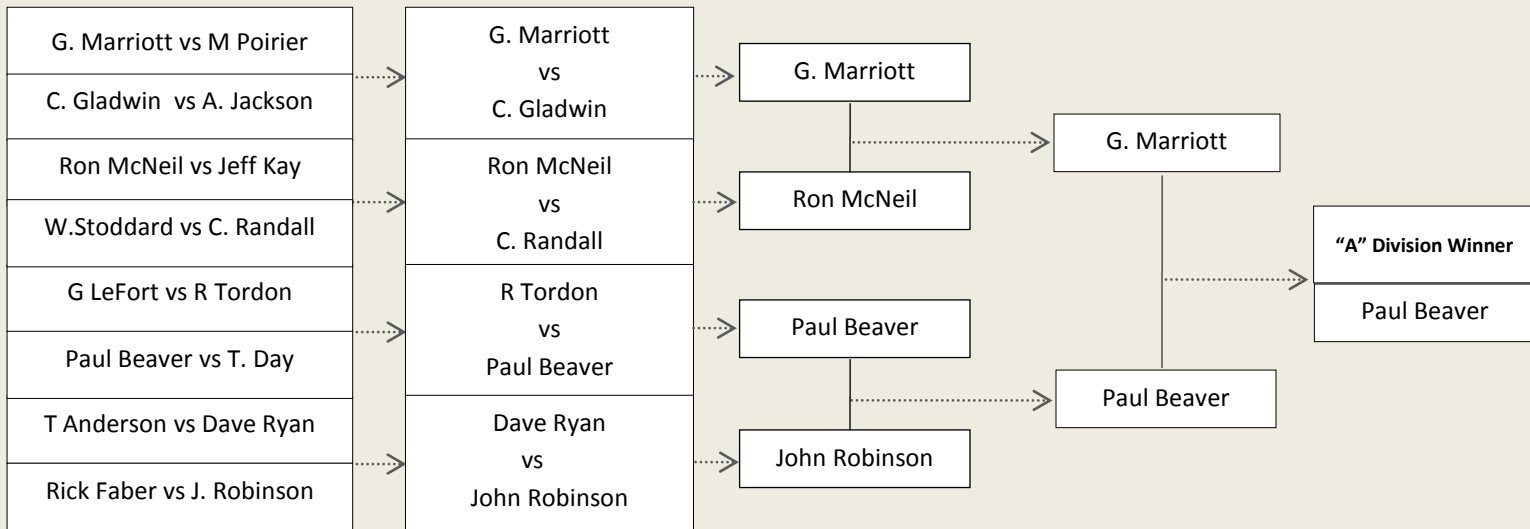 G. Marriott vs M Poirier
C. Gladwin vs A. Jackson
Ron McNeil vs Jeff Kay
W.Stoddard vs C. Randall
G LeFort vs R Tordon
Paul Beaver vs T. Day
T Anderson vs Dave Ryan
Rick Faber vs J. Robinson
G. Marriott
vs
C. Gladwin
Ron McNeil
vs
C. Randall
R Tordon
vs
Paul Beaver
Dave Ryan
vs
John Robinson
G. Marriott
Ron McNeil
Paul Beaver
John Robinson
G. Marriott
Paul Beaver
“A” Division Winner
Paul Beaver